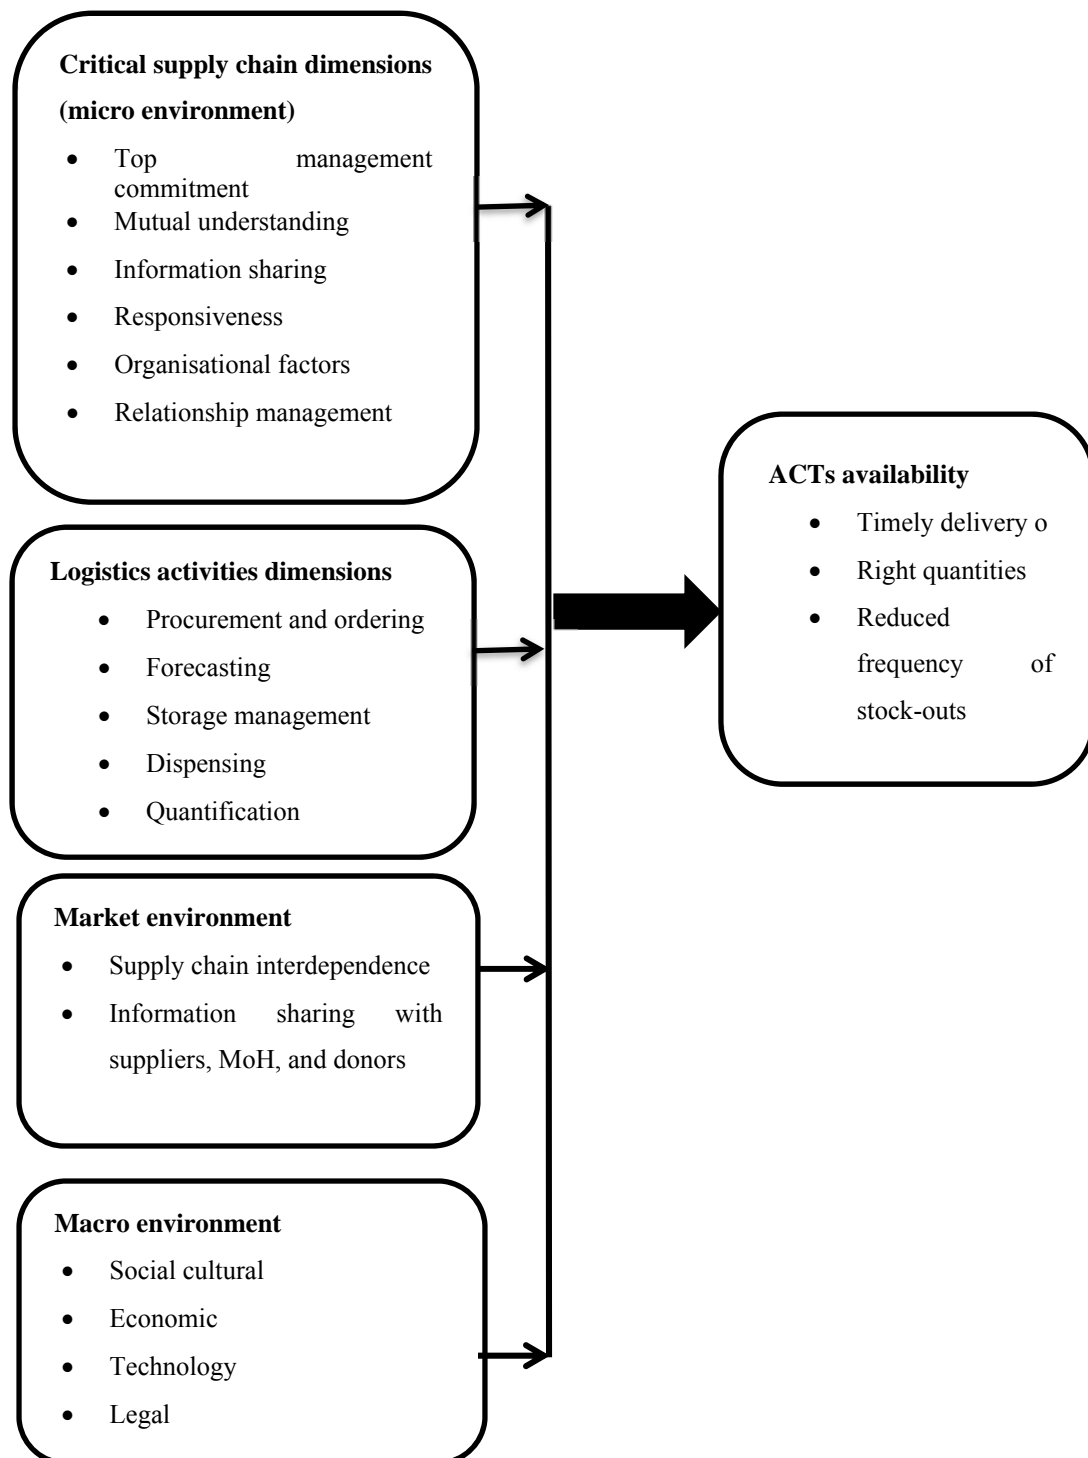 Critical supply chain dimensions
(micro environment)
• Top management
commitment
• Mutual understanding
• Information sharing
• Responsiveness
• Organisational factors
• Relationship management
Logistics activities dimensions
• Procurement and ordering
• Forecasting
• Storage management
• Dispensing
• Quantification
Market environment
• Supply chain interdependence
• Information sharing with
suppliers, MoH, and donors
Macro environment
• Social cultural
• Economic
• Technology
• Legal
ACTs availability
• Timely delivery o
• Right quantities
• Reduced
frequency of
stock-outs